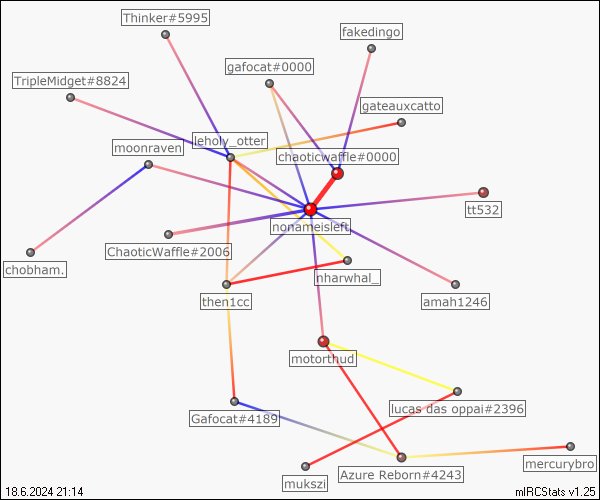 Thinker#5995
fakedingo
gafocat#0000
TripleMidget#8824
gateauxcatto
leholy_otter
moonraven
chaoticwaffle#0000
tt532
nonameisleft
ChaoticWaffle#2006
chobham.
nharwhal_
amah1246
then1cc
motorthud
lucas das oppai#2396
Gafocat#4189
mercurybro
Azure Reborn#4243
mukszi
18.6.2024 21:14
mIRCStats v1.25